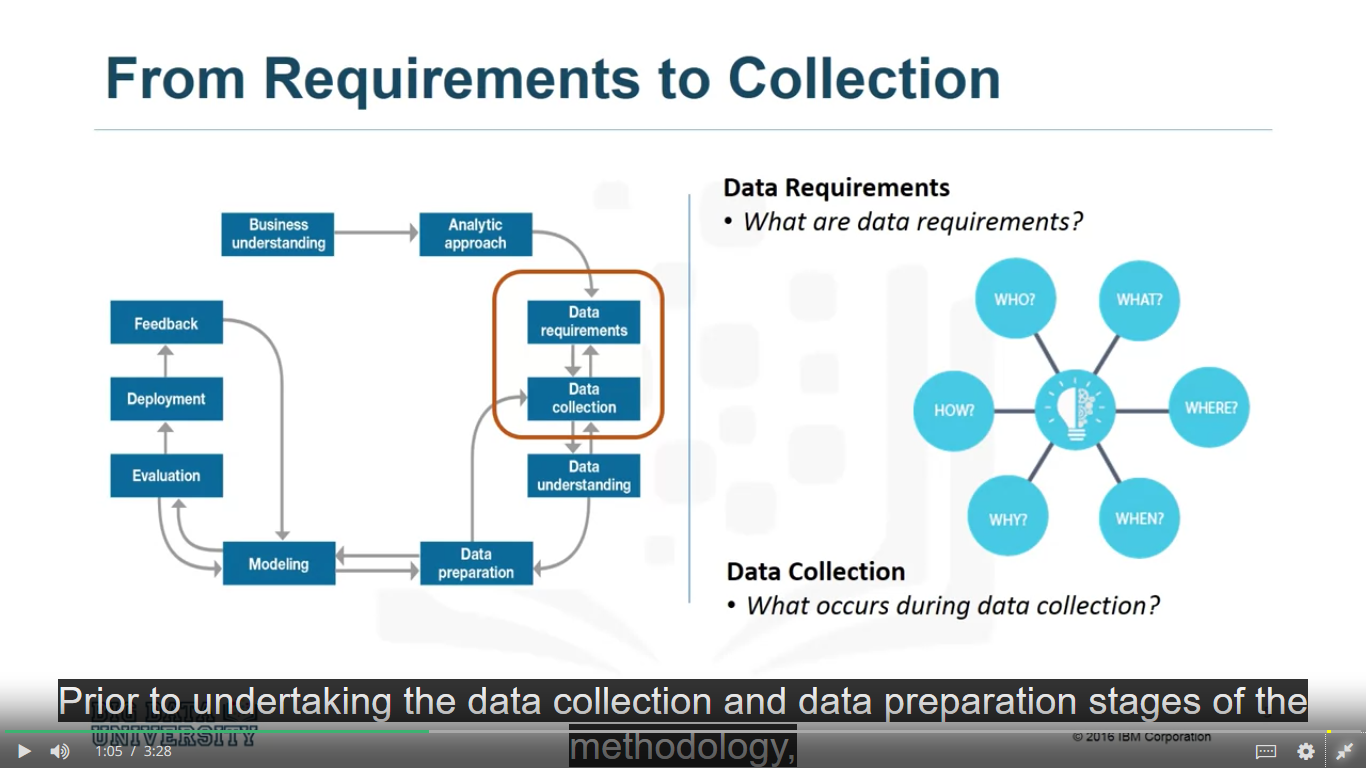 From Requirements to Collection
Business
understanding
Analytic
approach
Data
requirements
Data
collection
Data
understanding
Data
preparation
Modeling
Evaluation
Deployment
Feedback
Data Requirements
• What are data requirements?
WHO?
WHAT?
HOW?
WHERE?
WHY?
WHEN?
Data Collection
• What occurs during data collection?
Prior to undertaking the data collection and data preparation stages of the
methodology,
BIG DATA
UNIVERSITY
1:05 / 3:28
© 2016 IBM Corporation